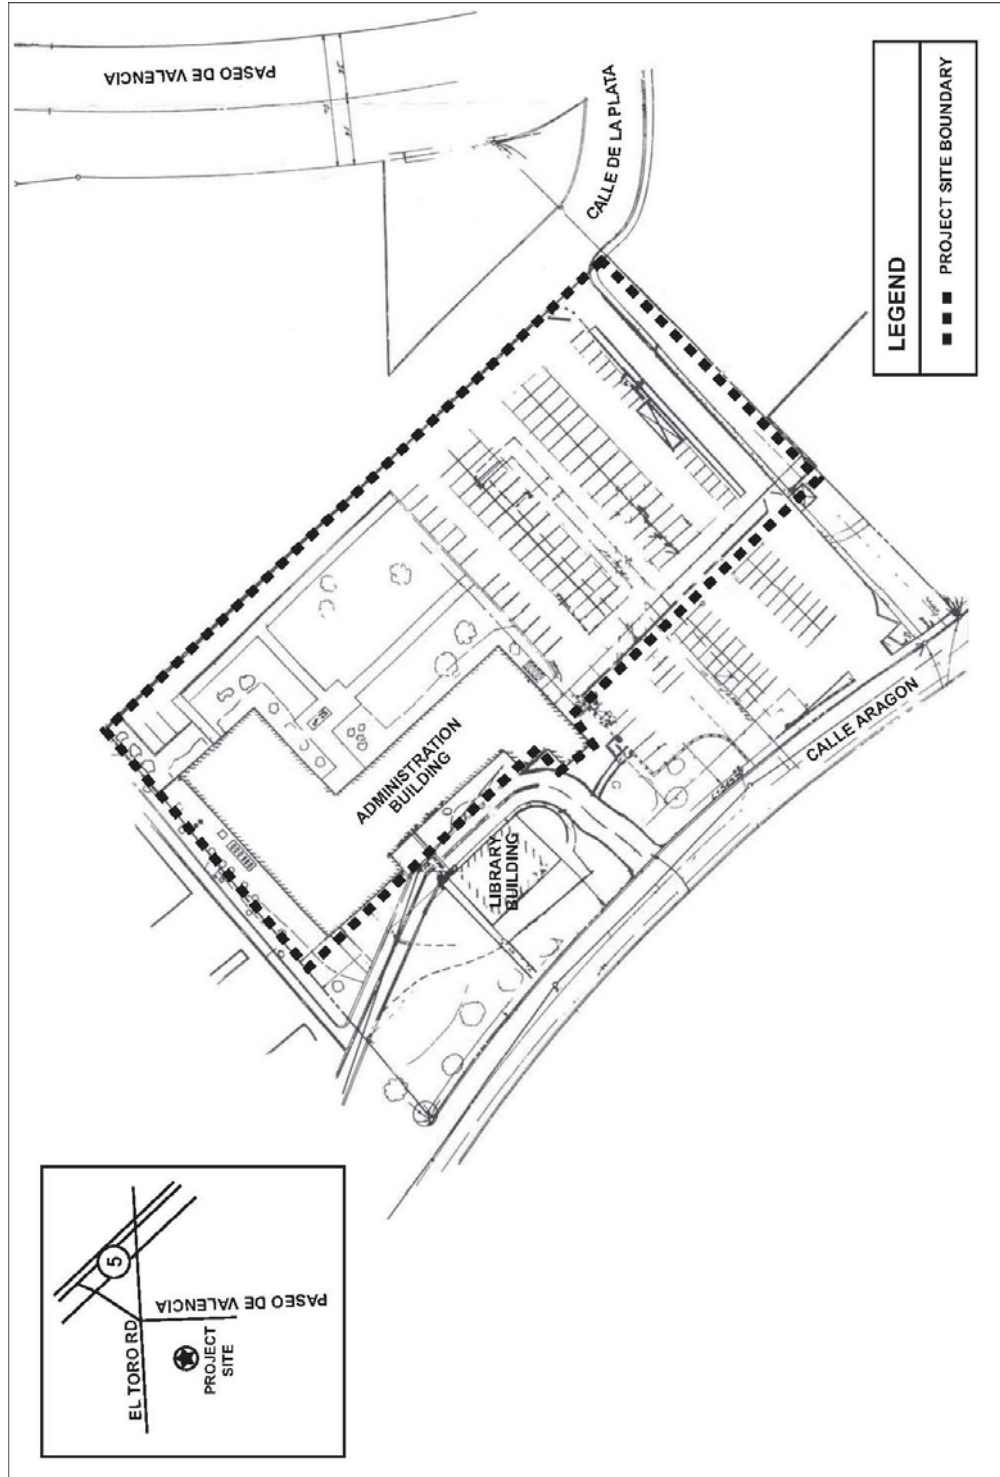 PASEO DE VALENCIA
CALLE DE LA PLATA
LEGEND
PROJECT SITE BOUNDARY
ADMINISTRATION
BUILDING
LIBRARY
BUILDING
CALLE ARAGON
5
EL TORO RD
PASEO DE VALENCIA
PROJECT
SITE